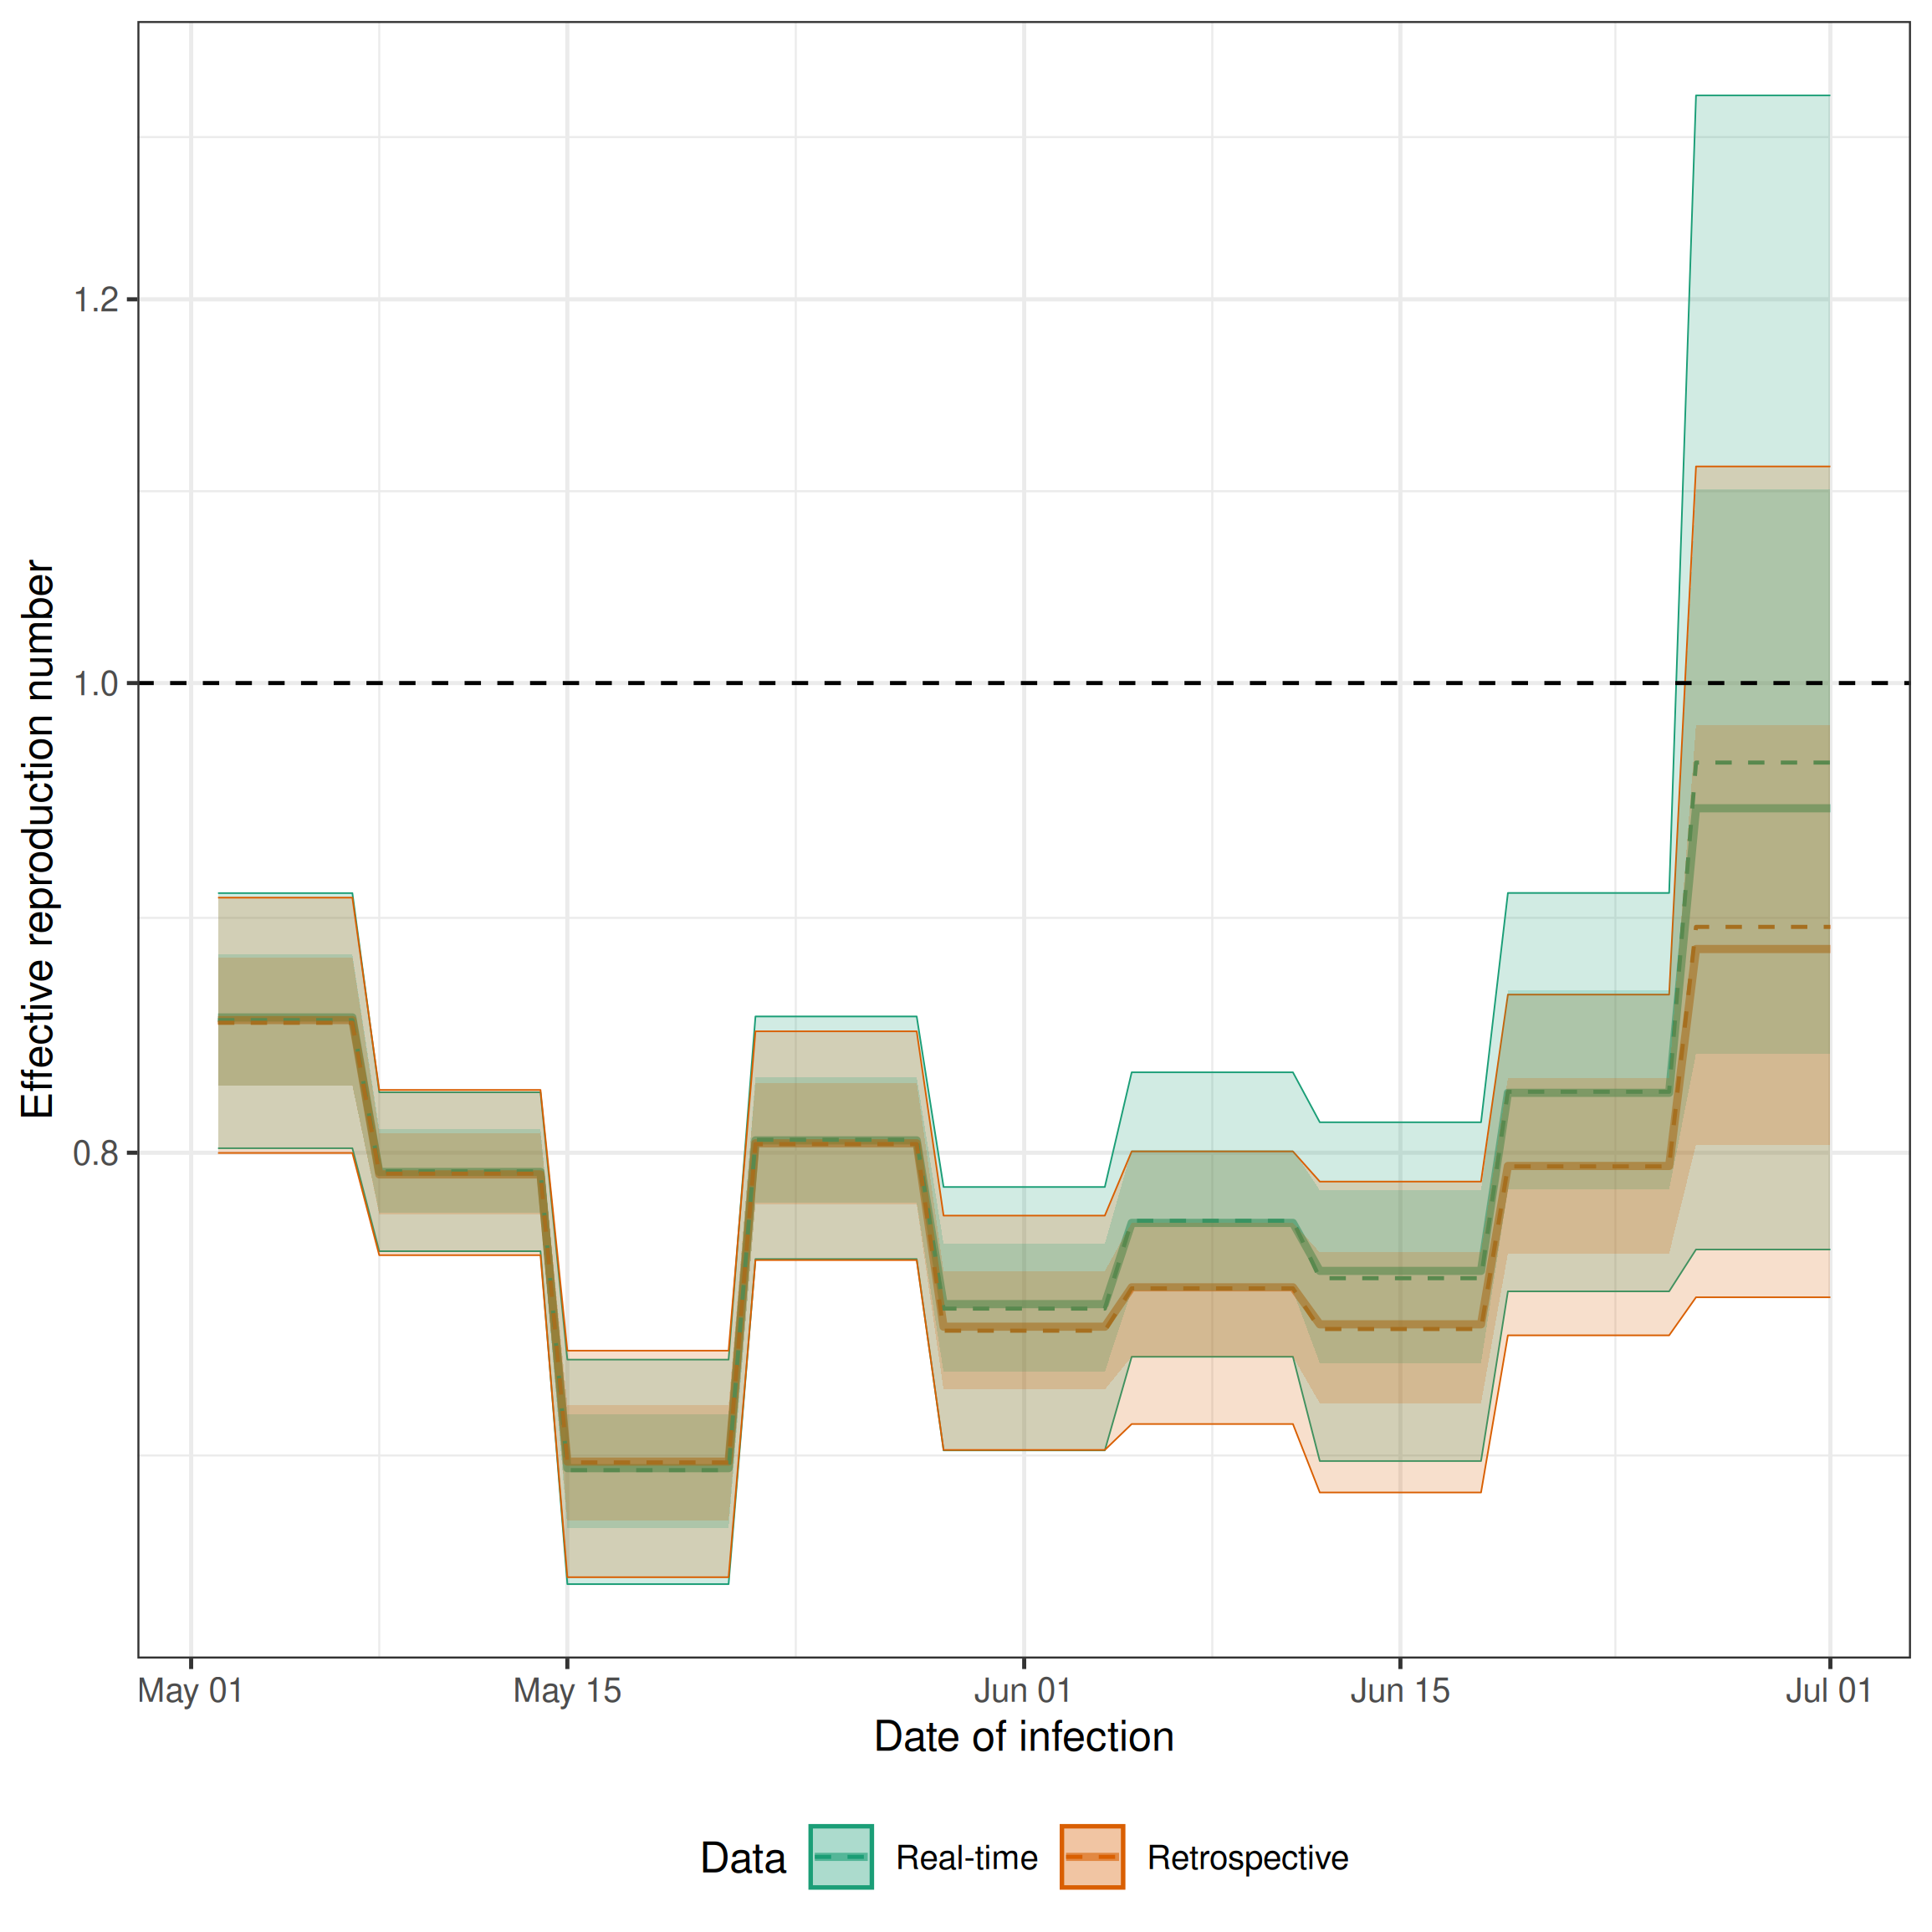 Effective reproduction number
1.2
1.0
0.8
May 01
May 15
Jun 01
Jun 15
Jul 01
Date of infection
Data
Real-time
Retrospective